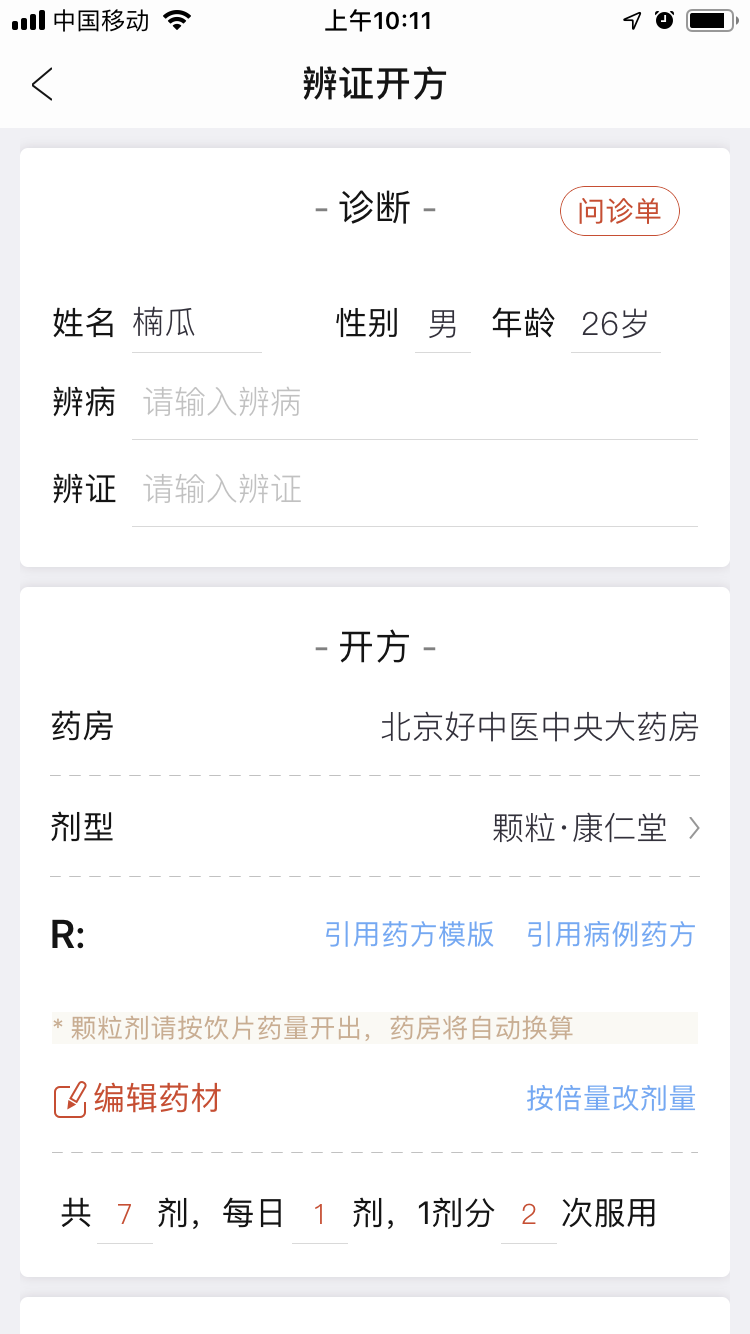 中国移动 上午10:11
辨证开方
- 诊断 - 问诊单
姓名 楠瓜 性别 男 年龄 26岁
辨病 请输入辨病
辨证 请输入辨证
- 开方 -
药房 北京好中医中央大药房
剂型 颗粒·康仁堂
R: 引用药方模版 引用病例药方
* 颗粒剂请按饮片药量开出，药房将自动换算
编辑药材 按倍量改剂量
共 7 剂，每日 1 剂，1剂分 2 次服用